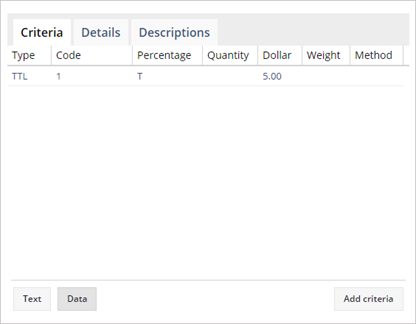 Criteria Details Descriptions
Type Code Percentage Quantity Dollar Weight Method
TTL 1 T 5.00
Text Data Add criteria